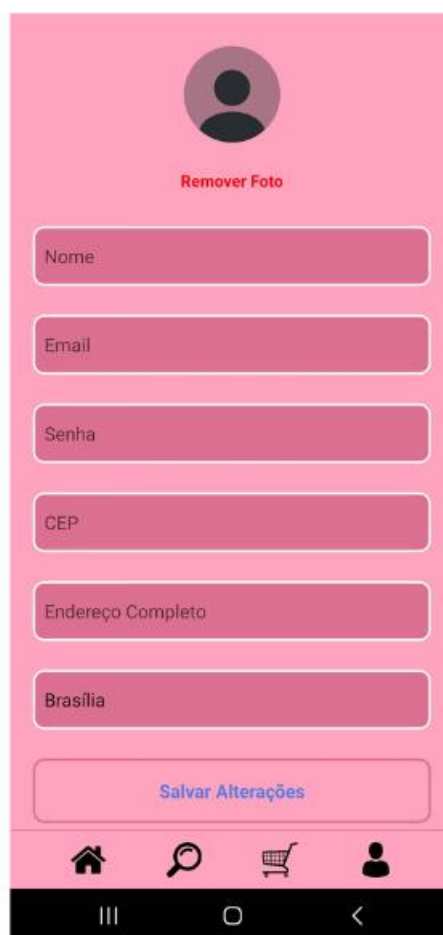 Remover Foto
Nome
Email
Senha
CEP
Endereço Completo
Brasília
Salvar Alterações